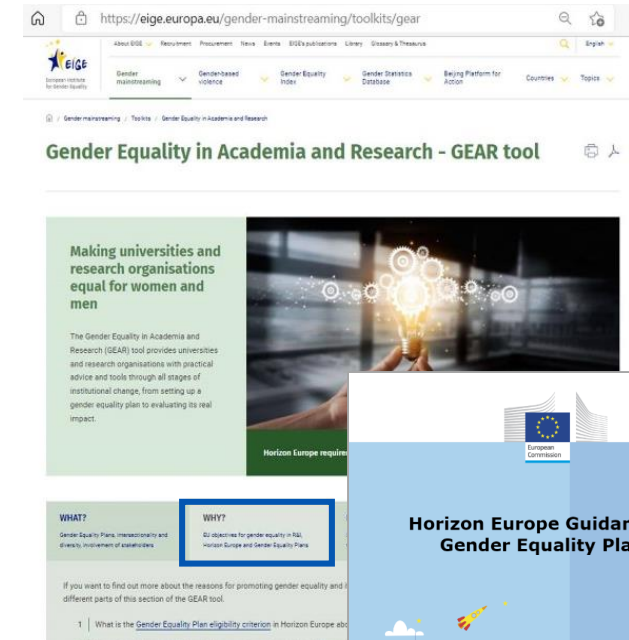 https://eige.europa.eu/gender-mainstreaming/toolkits/gear
About EIGE Recruitment Procurement News Events EIGE's publications Library Glossary & Thesaurus English
EIGE
European Institute
for Gender Equality
Gender mainstreaming
Gender-based violence
Gender Equality Index
Gender Statistics Database
Beijing Platform for Action
Countries
Topics
/ Gender mainstreaming / Toolkits / Gender Equality in Academia and Research
Gender Equality in Academia and Research - GEAR tool
Making universities and
research organisations
equal for women and
men
The Gender Equality in Academia and
Research (GEAR) tool provides universities
and research organisations with practical
advice and tools through all stages of
institutional change, from setting up a
gender equality plan to evaluating its real
impact.
Horizon Europe require
European
Commission
Horizon Europe Guidan
Gender Equality Pla
WHAT?
Gender Equality Plans, intersectionality and
diversity, involvement of stakeholders
WHY?
EU objectives for gender equality in R&I,
Horizon Europe and Gender Equality Plans
If you want to find out more about the reasons for promoting gender equality and
different parts of this section of the GEAR tool.
1 What is the Gender Equality Plan eligibility criterion in Horizon Europe